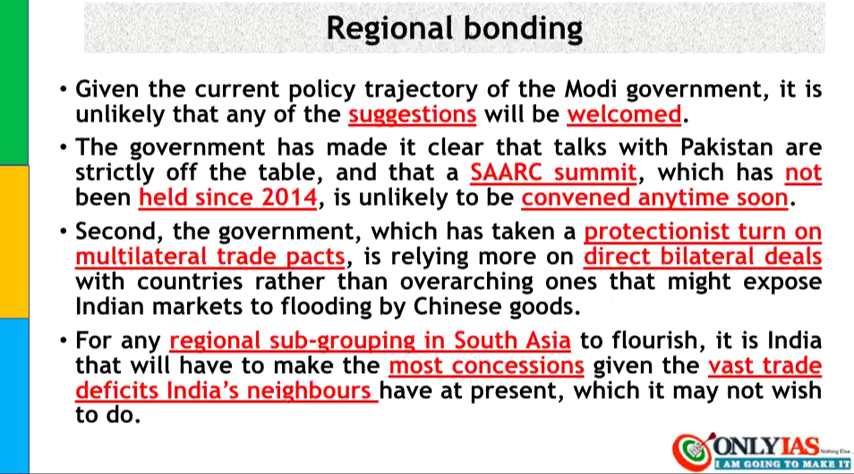 Regional bonding
• Given the current policy trajectory of the Modi government, it is
unlikely that any of the suggestions will be welcomed.
• The government has made it clear that talks with Pakistan are
strictly off the table, and that a SAARC summit, which has not
been held since 2014, is unlikely to be convened anytime soon.
• Second, the government, which has taken a protectionist turn on
multilateral trade pacts, is relying more on direct bilateral deals
with countries rather than overarching ones that might expose
Indian markets to flooding by Chinese goods.
• For any regional sub-grouping in South Asia to flourish, it is India
that will have to make the most concessions given the vast trade
deficits India's neighbours have at present, which it may not wish
to do.
ONLYIAS Nothing Else..
I AM GOING TO MAKE IT